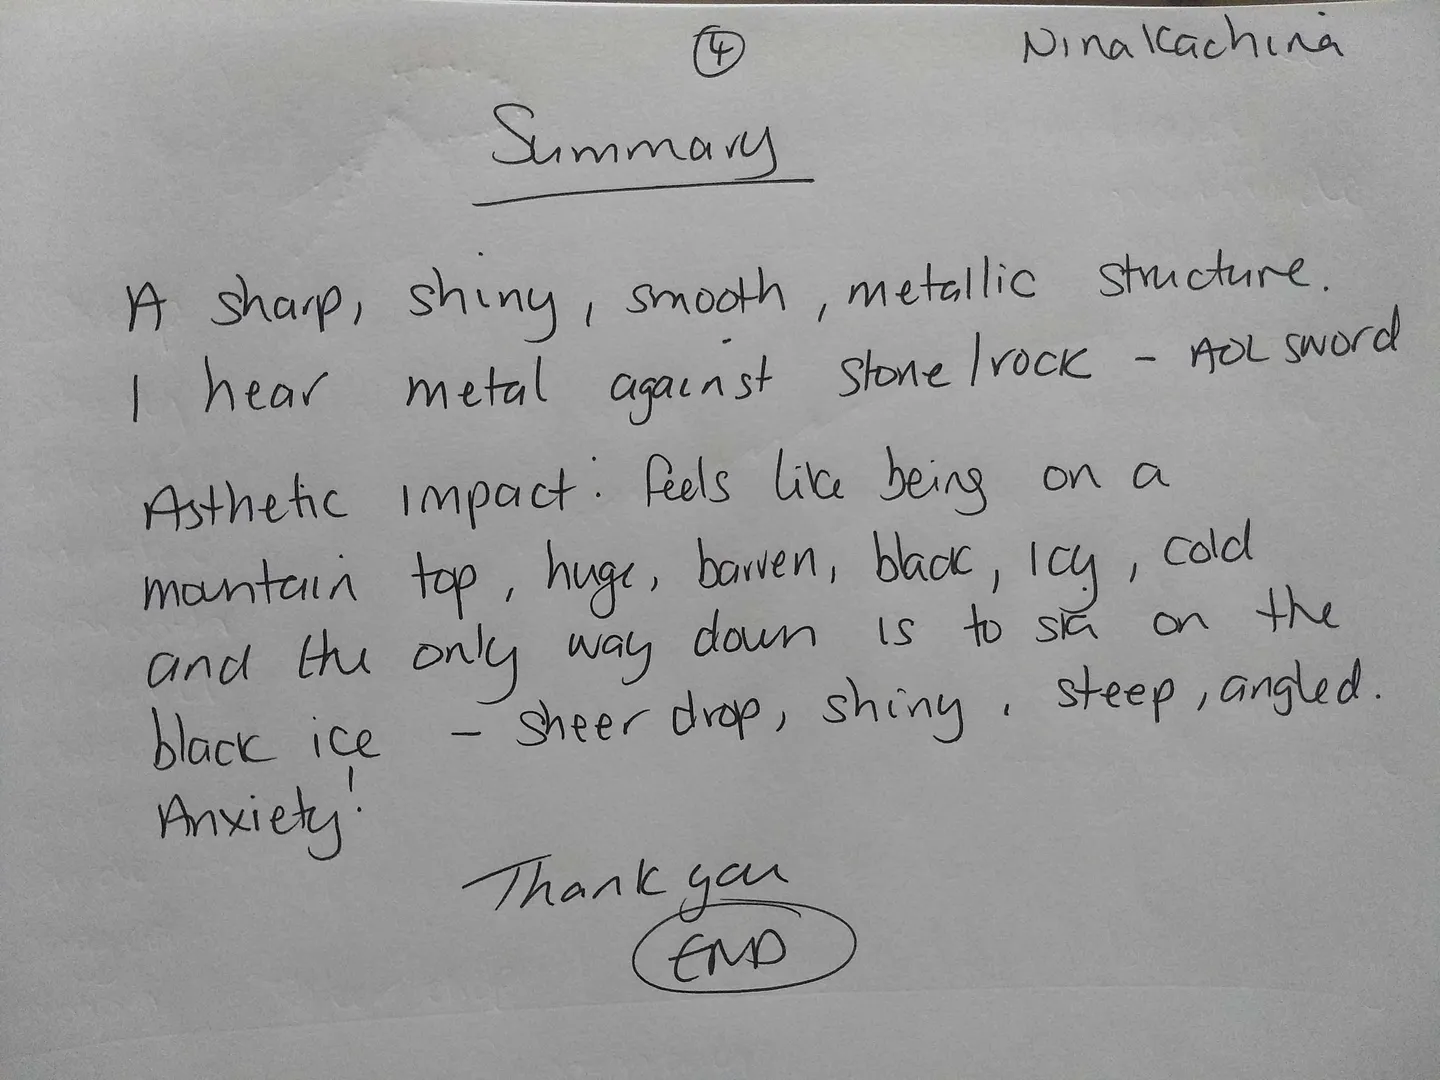 4
Ninakachina
Summary
A sharp, shiny, smooth, metallic structure.
I hear metal against stone/rock - AOL sword
Asthetic impact: feels like being on a
mountain top, huge, barren, black, icy, cold
and the only way down is to ski on the
black ice - sheer drop, shiny, steep, angled.
Anxiety!
Thank you
END